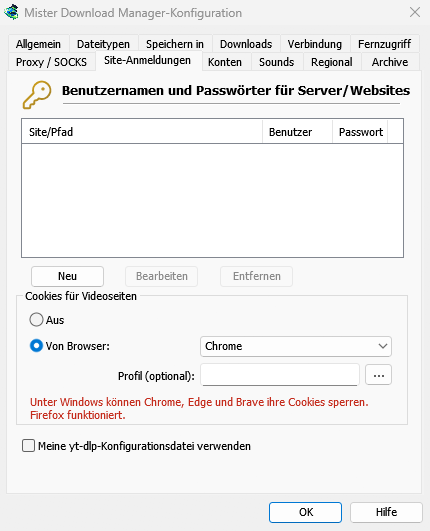 Mister Download Manager-Konfiguration
Allgemein Dateitypen Speichern in Downloads Verbindung Fernzugriff
Proxy / SOCKS Site-Anmeldungen Konten Sounds Regional Archive
Benutzernamen und Passwörter für Server/Websites
Site/Pfad Benutzer Passwort
Neu Bearbeiten Entfernen
Cookies für Videoseiten
Aus
Von Browser: Chrome
Profil (optional): ...
Unter Windows können Chrome, Edge und Brave ihre Cookies sperren.
Firefox funktioniert.
Meine yt-dlp-Konfigurationsdatei verwenden
OK Hilfe